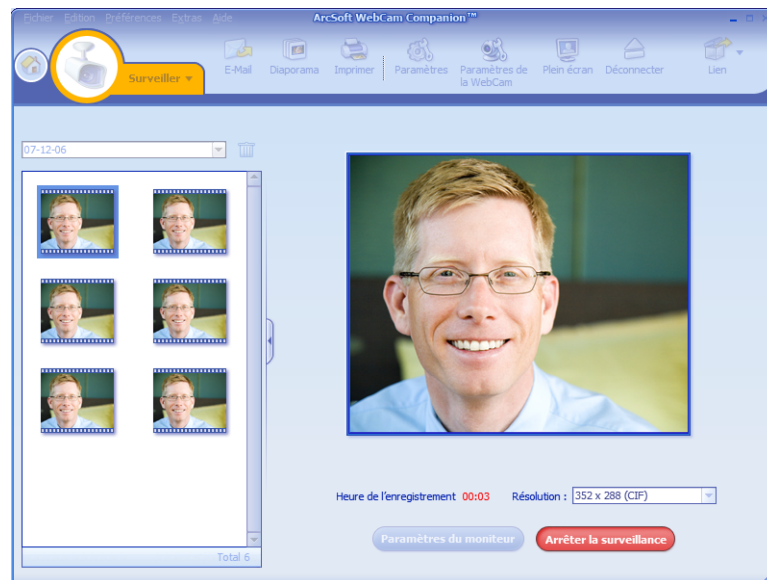 Fichier Edition Préférences Extras Aide
ArcSoft WebCam Companion™
Surveiller
E-Mail
Diaporama
Imprimer
Paramètres
Paramètres de
la WebCam
Plein écran
Déconnecter
Lien
07-12-06
Total 6
Heure de l'enregistrement 00:03
Résolution : 352 x 288 (CIF)
Paramètres du moniteur
Arrêter la surveillance